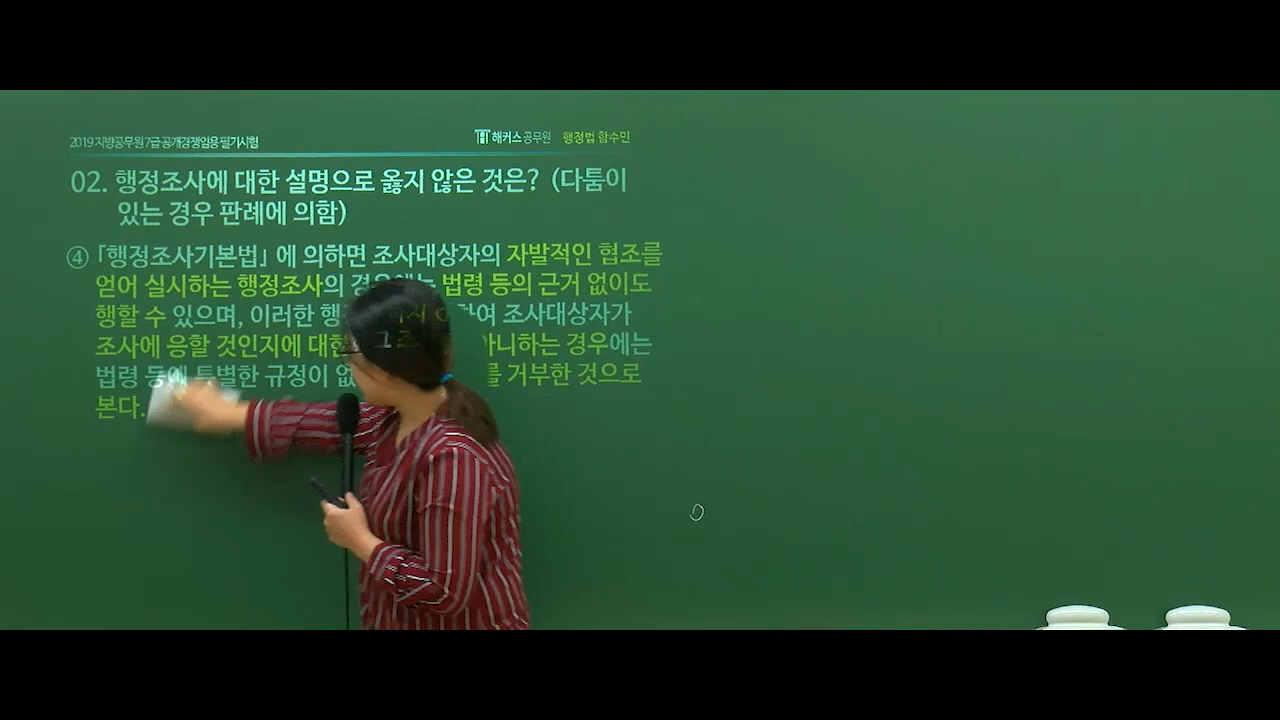 2019 지방공무원 7급 공개경쟁임용 필기시험
해커스공무원 행정법 함수민
02. 행정조사에 대한 설명으로 옳지 않은 것은? (다툼이
있는 경우 판례에 의함)
④ 「행정조사기본법」에 의하면 조사대상자의 자발적인 협조를
얻어 실시하는 행정조사의 경우에는 법령 등의 근거 없이도
행할 수 있으며, 이러한 행 여 조사대상자가
조사에 응할 것인지에 대한 그 아니하는 경우에는
법령 등에 특별한 규정이 없 를 거부한 것으로
본다.